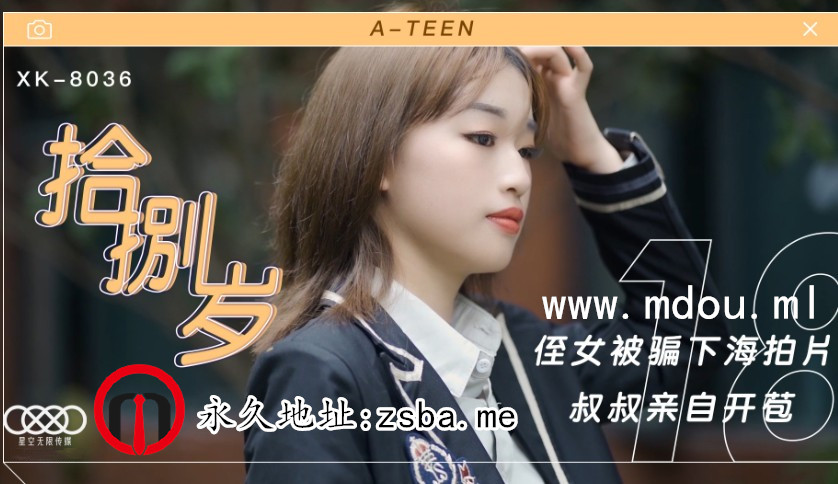 A-TEEN
XK-8036
拾捌岁
18
www.mdou.ml
侄女被骗下海拍片
叔叔亲自开苞
永久地址:zsba.me
星空无限传媒